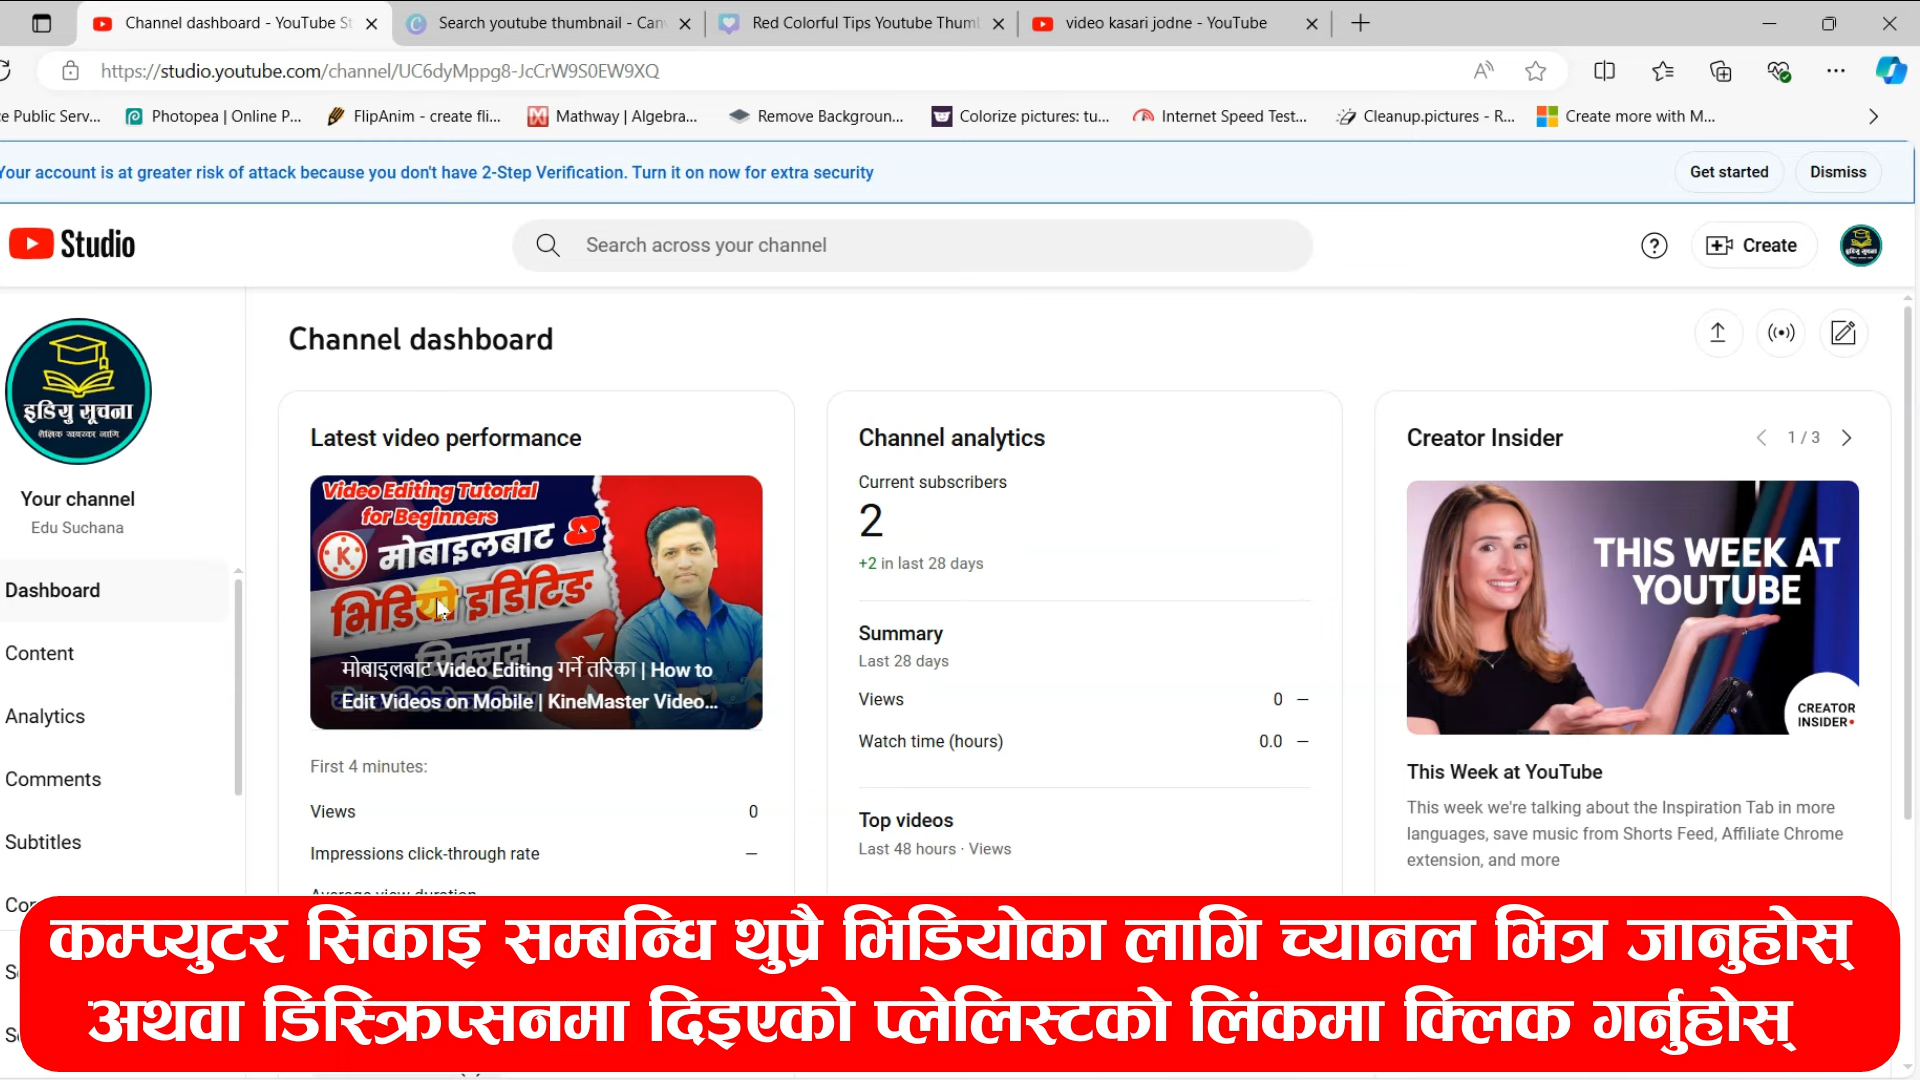 Channel dashboard - YouTube St
Search youtube thumbnail - Can
Red Colorful Tips Youtube Thum
video kasari jodne - YouTube
https://studio.youtube.com/channel/UC6dyMppg8-JcCrW9S0EW9XQ
ce Public Serv...
Photopea | Online P...
FlipAnim - create fli...
Mathway | Algebra...
Remove Backgroun...
Colorize pictures: tu...
Internet Speed Test...
Cleanup.pictures - R...
Create more with M...
Your account is at greater risk of attack because you don't have 2-Step Verification. Turn it on now for extra security
Get started
Dismiss
Studio
Search across your channel
Create
इडियु सूचना
शैक्षिक खबरका लागि
Your channel
Edu Suchana
Dashboard
Content
Analytics
Comments
Subtitles
Channel dashboard
Latest video performance
Video Editing Tutorial
for Beginners
K
मोबाइलबाट
भिडियो इडिटिङ
मोबाइलबाट Video Editing गर्ने तरिका | How to
Edit Videos on Mobile | KineMaster Video...
First 4 minutes:
Views 0
Impressions click-through rate —
Average view duration
Channel analytics
Current subscribers
2
+2 in last 28 days
Summary
Last 28 days
Views 0 —
Watch time (hours) 0.0 —
Top videos
Last 48 hours · Views
Creator Insider
1 / 3
THIS WEEK AT
YOUTUBE
CREATOR
INSIDER
This Week at YouTube
This week we're talking about the Inspiration Tab in more
languages, save music from Shorts Feed, Affiliate Chrome
extension, and more
कम्प्युटर सिकाइ सम्बन्धि थुप्रै भिडियोका लागि च्यानल भित्र जानुहोस्
अथवा डिस्क्रिप्सनमा दिइएको प्लेलिस्टको लिंकमा क्लिक गर्नुहोस्